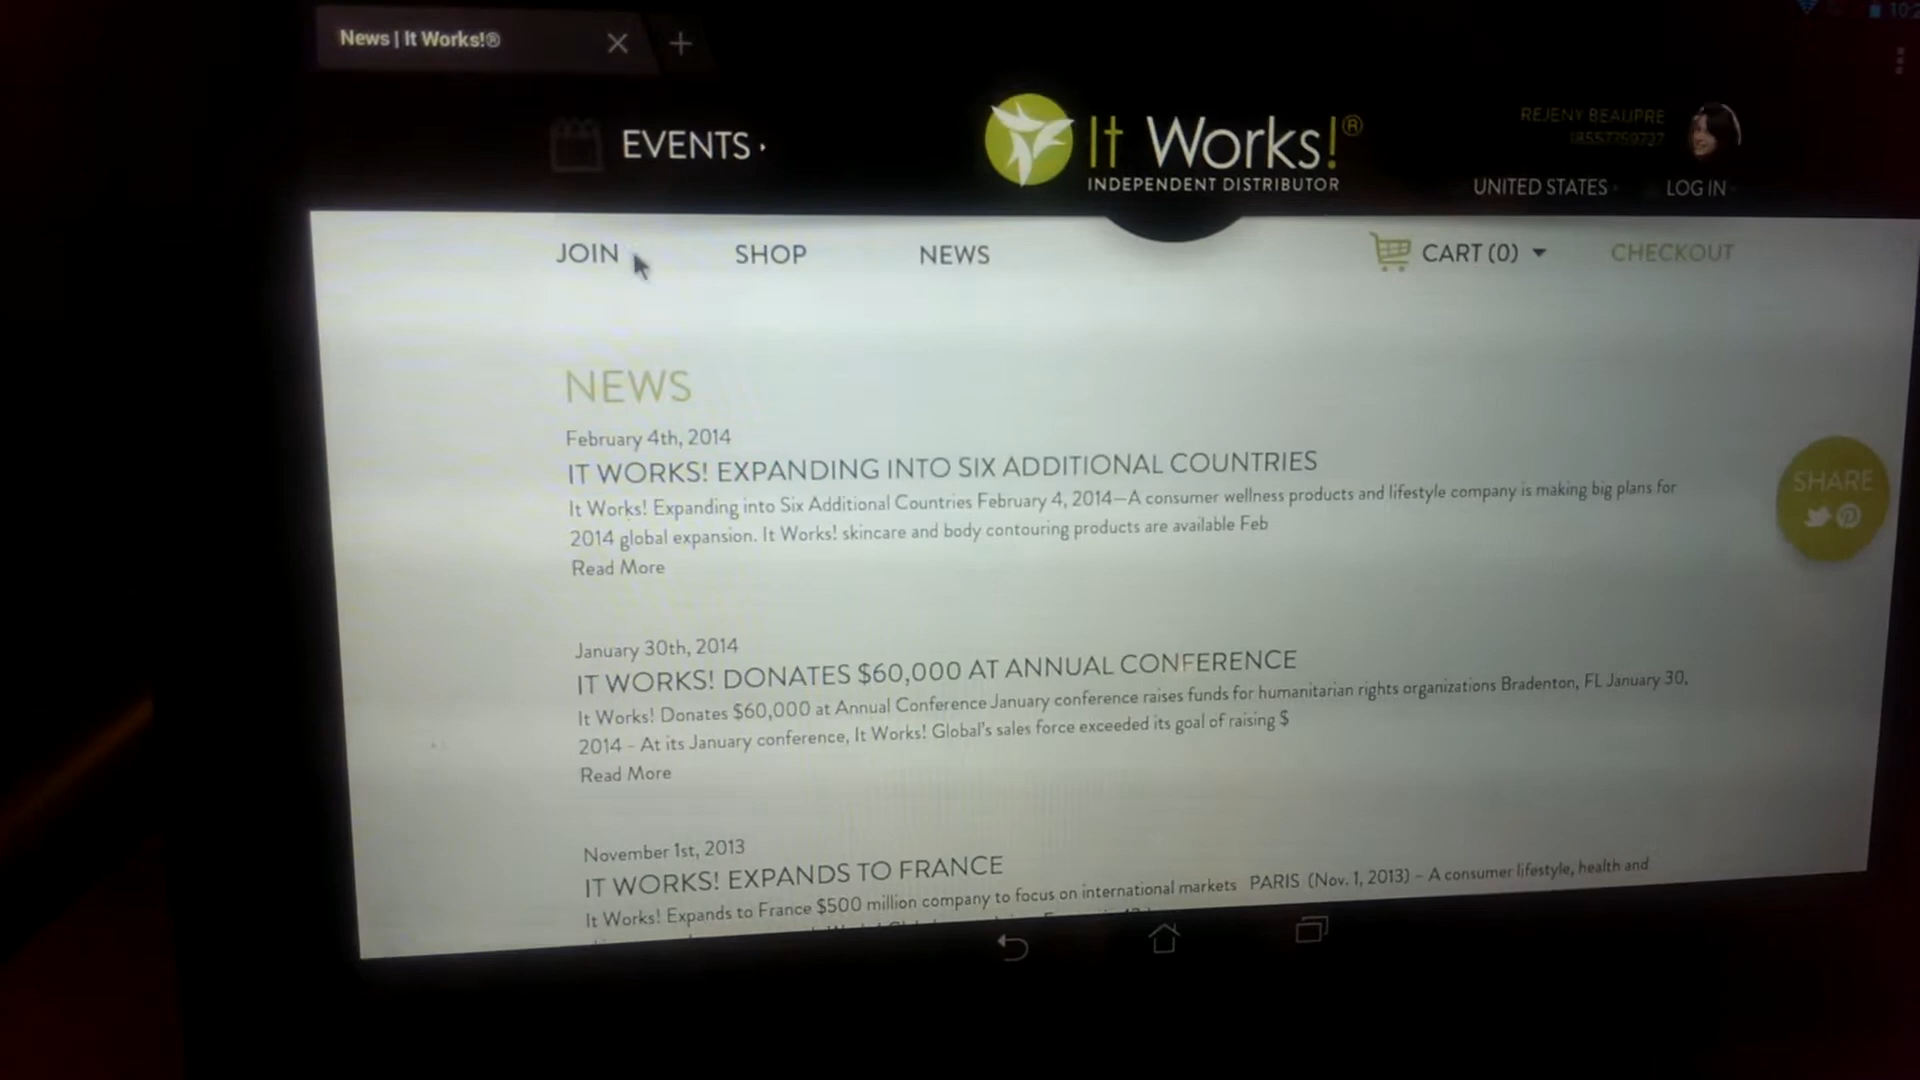 News | It Works!®
10:2
EVENTS
It Works!®
INDEPENDENT DISTRIBUTOR
REJENY BEAUPRE
18557759727
UNITED STATES
LOG IN
JOIN
SHOP
NEWS
CART (0)
CHECKOUT
NEWS
February 4th, 2014
IT WORKS! EXPANDING INTO SIX ADDITIONAL COUNTRIES
It Works! Expanding into Six Additional Countries February 4, 2014—A consumer wellness products and lifestyle company is making big plans for
2014 global expansion. It Works! skincare and body contouring products are available Feb
Read More
SHARE
January 30th, 2014
IT WORKS! DONATES $60,000 AT ANNUAL CONFERENCE
It Works! Donates $60,000 at Annual Conference January conference raises funds for humanitarian rights organizations Bradenton, FL January 30,
2014 - At its January conference, It Works! Global's sales force exceeded its goal of raising $
Read More
November 1st, 2013
IT WORKS! EXPANDS TO FRANCE
It Works! Expands to France $500 million company to focus on international markets PARIS (Nov. 1, 2013) – A consumer lifestyle, health and